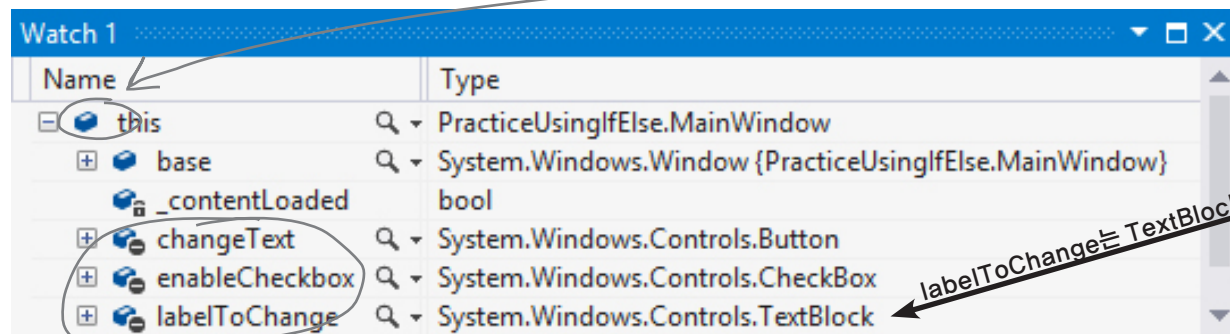 Watch 1
Name Type
this PracticeUsingIfElse.MainWindow
base System.Windows.Window {PracticeUsingIfElse.MainWindow}
_contentLoaded bool
changeText System.Windows.Controls.Button
enableCheckbox System.Windows.Controls.CheckBox
labelToChange System.Windows.Controls.TextBlock
labelToChange는 TextBlock